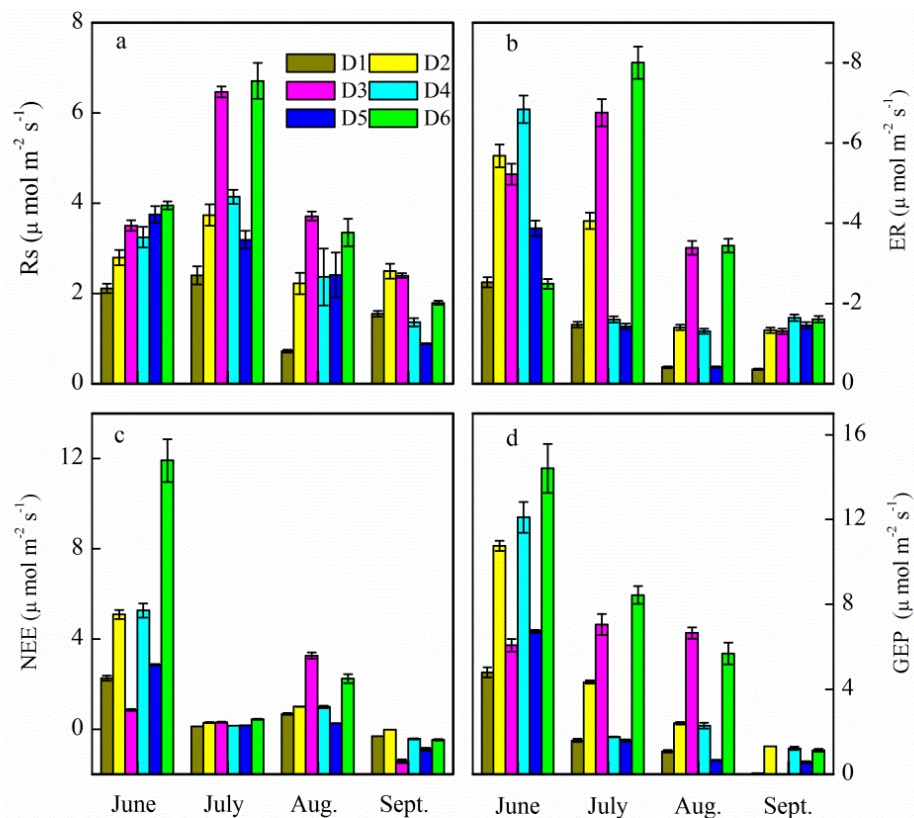 a
D1 D2
D3 D4
D5 D6
8
6
4
2
0
Rs (μ mol m⁻² s⁻¹)
b
-8
-6
-4
-2
0
ER (μ mol m⁻² s⁻¹)
c
12
8
4
0
NEE (μ mol m⁻² s⁻¹)
June July Aug. Sept.
d
16
12
8
4
0
GEP (μ mol m⁻² s⁻¹)
June July Aug. Sept.